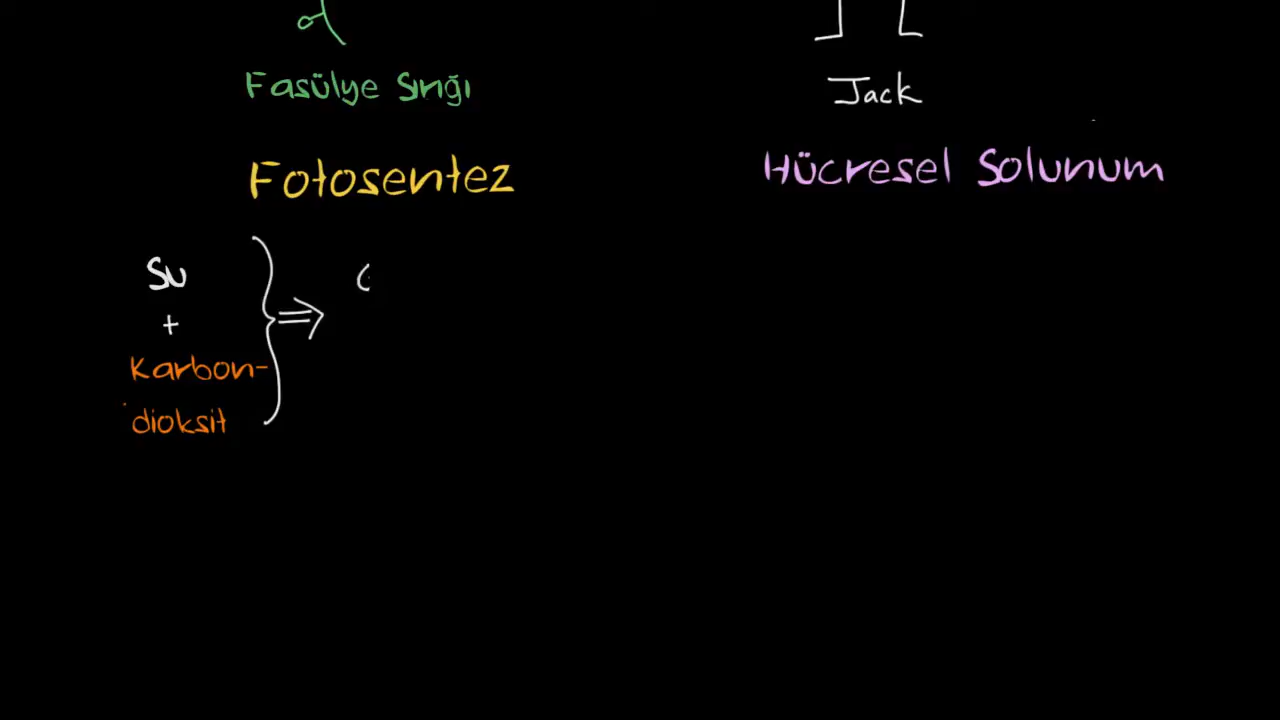 Fasülye Sırığı
Jack
Fotosentez
Hücresel Solunum
Su
+
Karbon-
dioksit